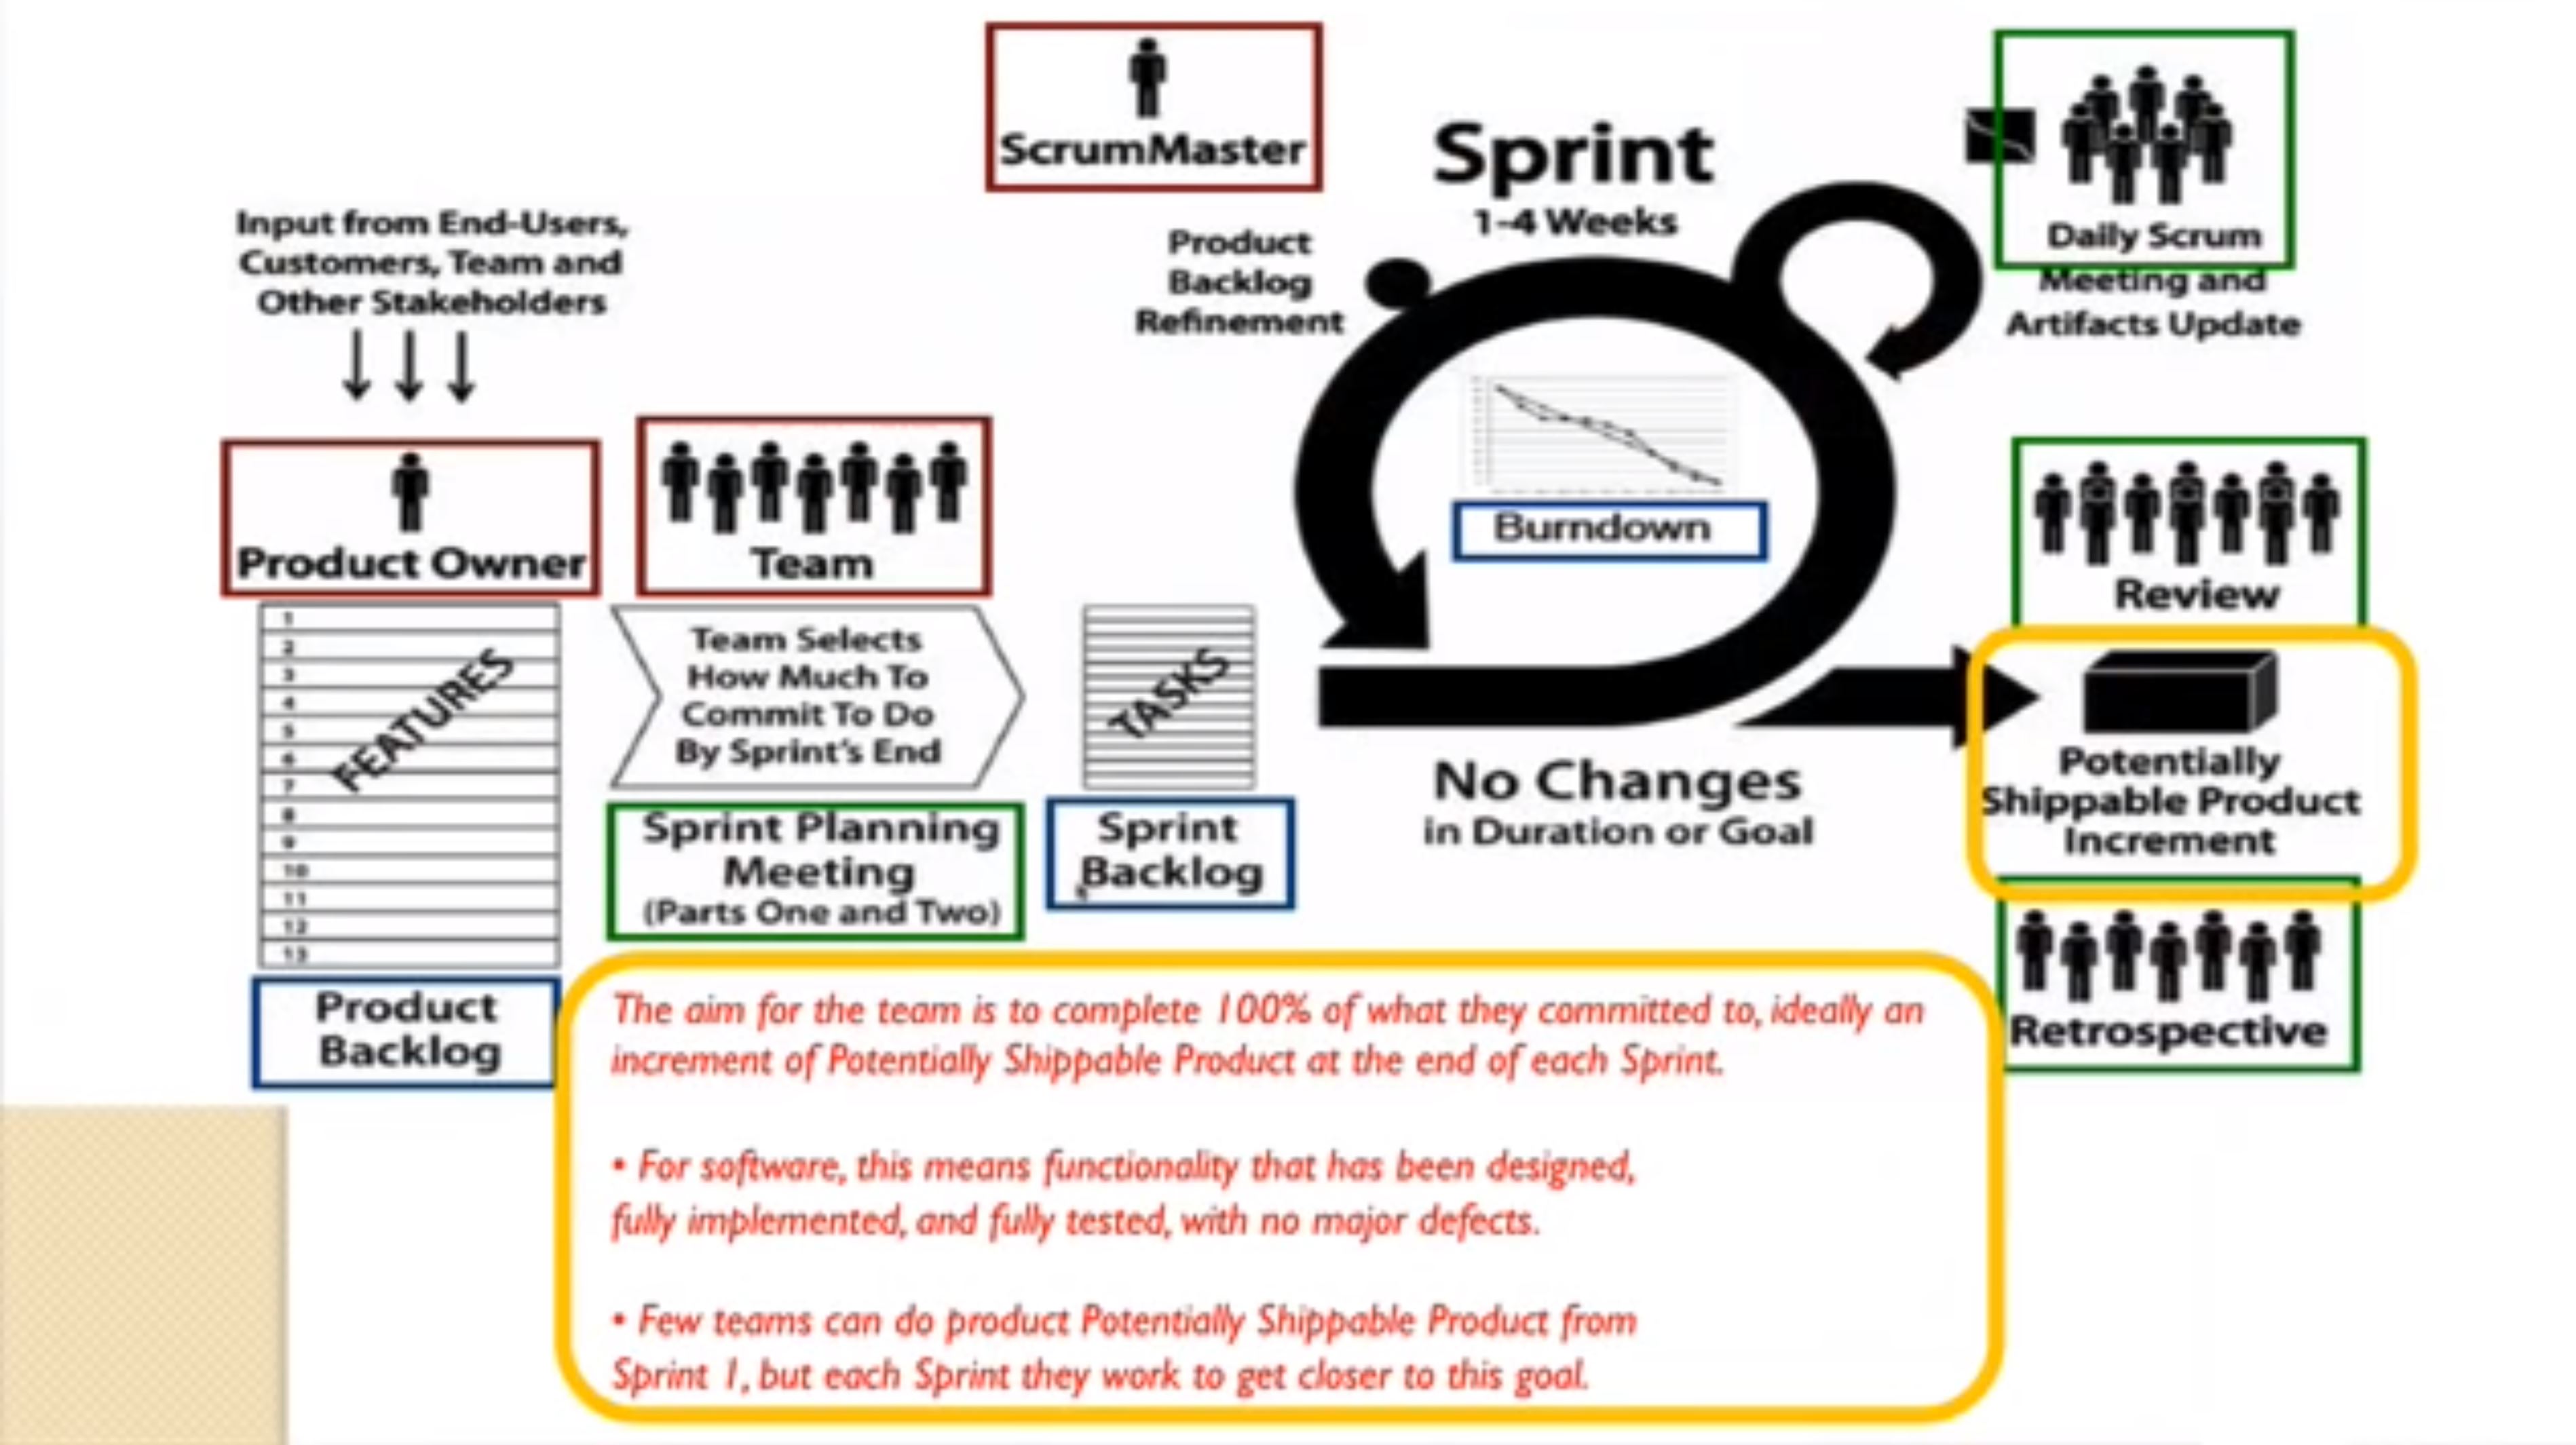 ScrumMaster
Sprint
1-4 Weeks
Daily Scrum
Meeting and
Artifacts Update
Input from End-Users,
Customers, Team and
Other Stakeholders
Product
Backlog
Refinement
Product Owner
Team
Burndown
Review
1
2
3
4
5
6
7
8
9
10
11
12
13
FEATURES
Team Selects
How Much To
Commit To Do
By Sprint's End
TASKS
Sprint Planning
Meeting
(Parts One and Two)
Sprint
Backlog
No Changes
in Duration or Goal
Potentially
Shippable Product
Increment
Product
Backlog
Retrospective
The aim for the team is to complete 100% of what they committed to, ideally an
increment of Potentially Shippable Product at the end of each Sprint.
• For software, this means functionality that has been designed,
fully implemented, and fully tested, with no major defects.
• Few teams can do product Potentially Shippable Product from
Sprint 1, but each Sprint they work to get closer to this goal.